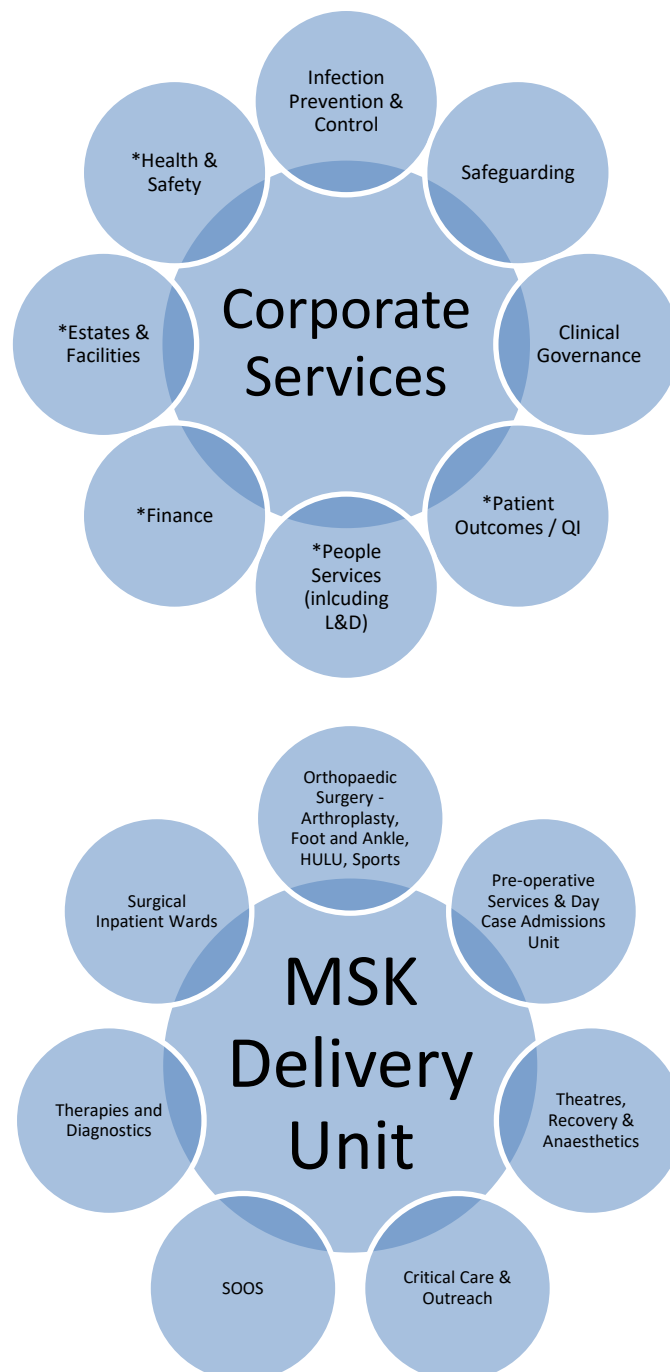 Infection
Prevention &
Control
*Health &
Safety
Safeguarding
Corporate
Services
*Estates &
Facilities
Clinical
Governance
*Finance
*Patient
Outcomes / QI
*People
Services
(inlcuding
L&D)
Orthopaedic
Surgery -
Arthroplasty,
Foot and Ankle,
HULU, Sports
Surgical
Inpatient Wards
Pre-operative
Services & Day
Case Admissions
Unit
MSK
Delivery
Unit
Therapies and
Diagnostics
Theatres,
Recovery &
Anaesthetics
SOOS
Critical Care &
Outreach